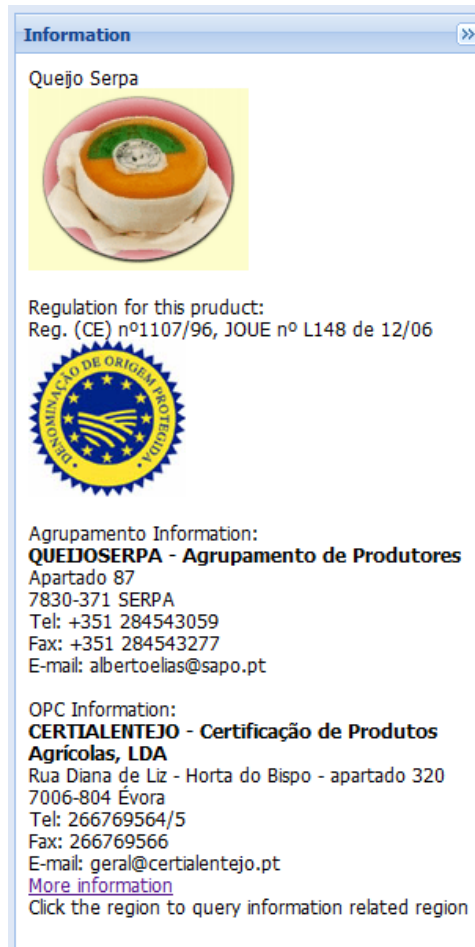 Information
Queijo Serpa
Regulation for this pruduct:
Reg. (CE) nº1107/96, JOUE nº L148 de 12/06
DENOMINAÇÃO DE ORIGEM PROTEGIDA
Agrupamento Information:
QUEIJOSERPA - Agrupamento de Produtores
Apartado 87
7830-371 SERPA
Tel: +351 284543059
Fax: +351 284543277
E-mail: albertoelias@sapo.pt
OPC Information:
CERTIALENTEJO - Certificação de Produtos
Agrícolas, LDA
Rua Diana de Liz - Horta do Bispo - apartado 320
7006-804 Évora
Tel: 266769564/5
Fax: 266769566
E-mail: geral@certialentejo.pt
More information
Click the region to query information related region